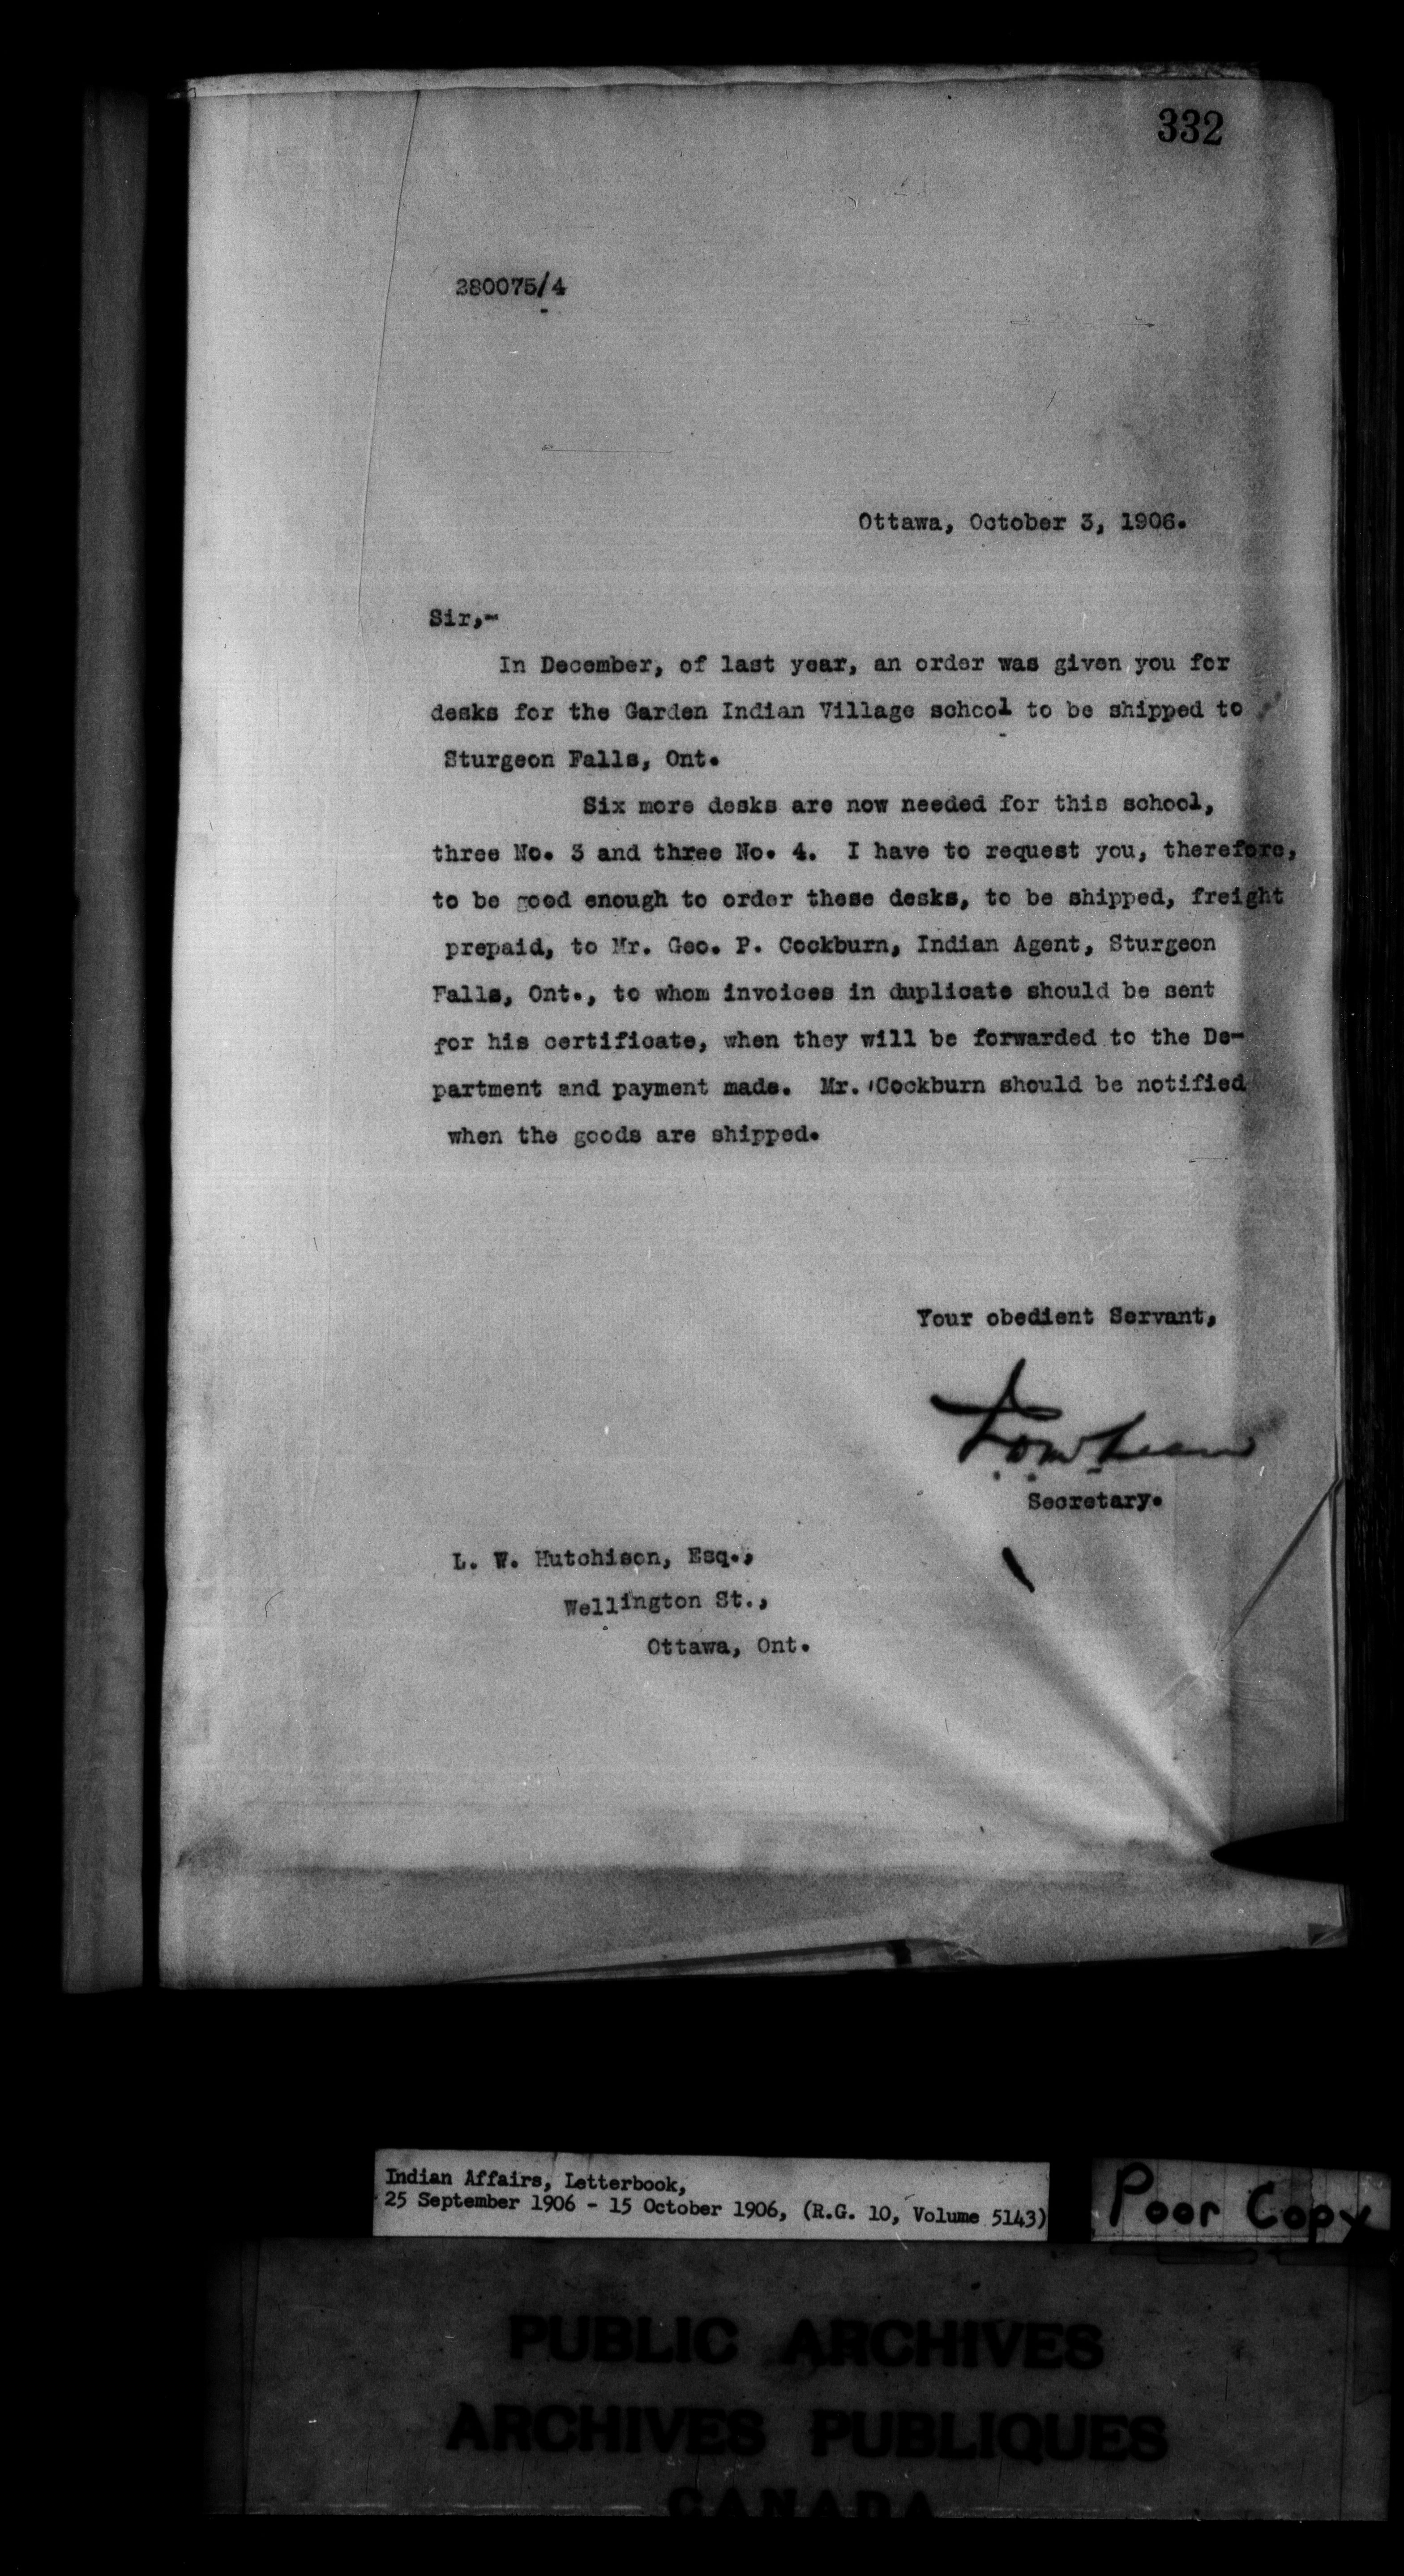 332
280075/4
Ottawa, October 3, 1906.
Sir,-
In December, of last year, an order was given you for
desks for the Garden Indian Village school to be shipped to
Sturgeon Falls, Ont.
Six more desks are now needed for this school,
three No. 3 and three No. 4. I have to request you, therefore,
to be good enough to order these desks, to be shipped, freight
prepaid, to Mr. Geo. P. Cockburn, Indian Agent, Sturgeon
Falls, Ont., to whom invoices in duplicate should be sent
for his certificate, when they will be forwarded to the De-
partment and payment made. Mr. Cockburn should be notified
when the goods are shipped.
Your obedient Servant,
Secretary.
L. W. Hutchison, Esq.,
Wellington St.,
Ottawa, Ont.
Indian Affairs, Letterbook,
25 September 1906 - 15 October 1906, (R.G. 10, Volume 5143)
Poor Copy
PUBLIC ARCHIVES
ARCHIVES PUBLIQUES
CANADA